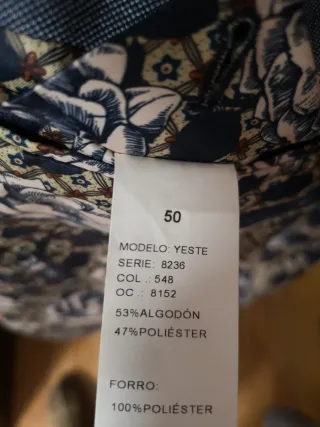 50
MODELO: YESTE
SERIE: 8236
COL .: 548
OC .: 8152
53%ALGODÓN
47%POLIÉSTER
FORRO:
100%POLIÉSTER